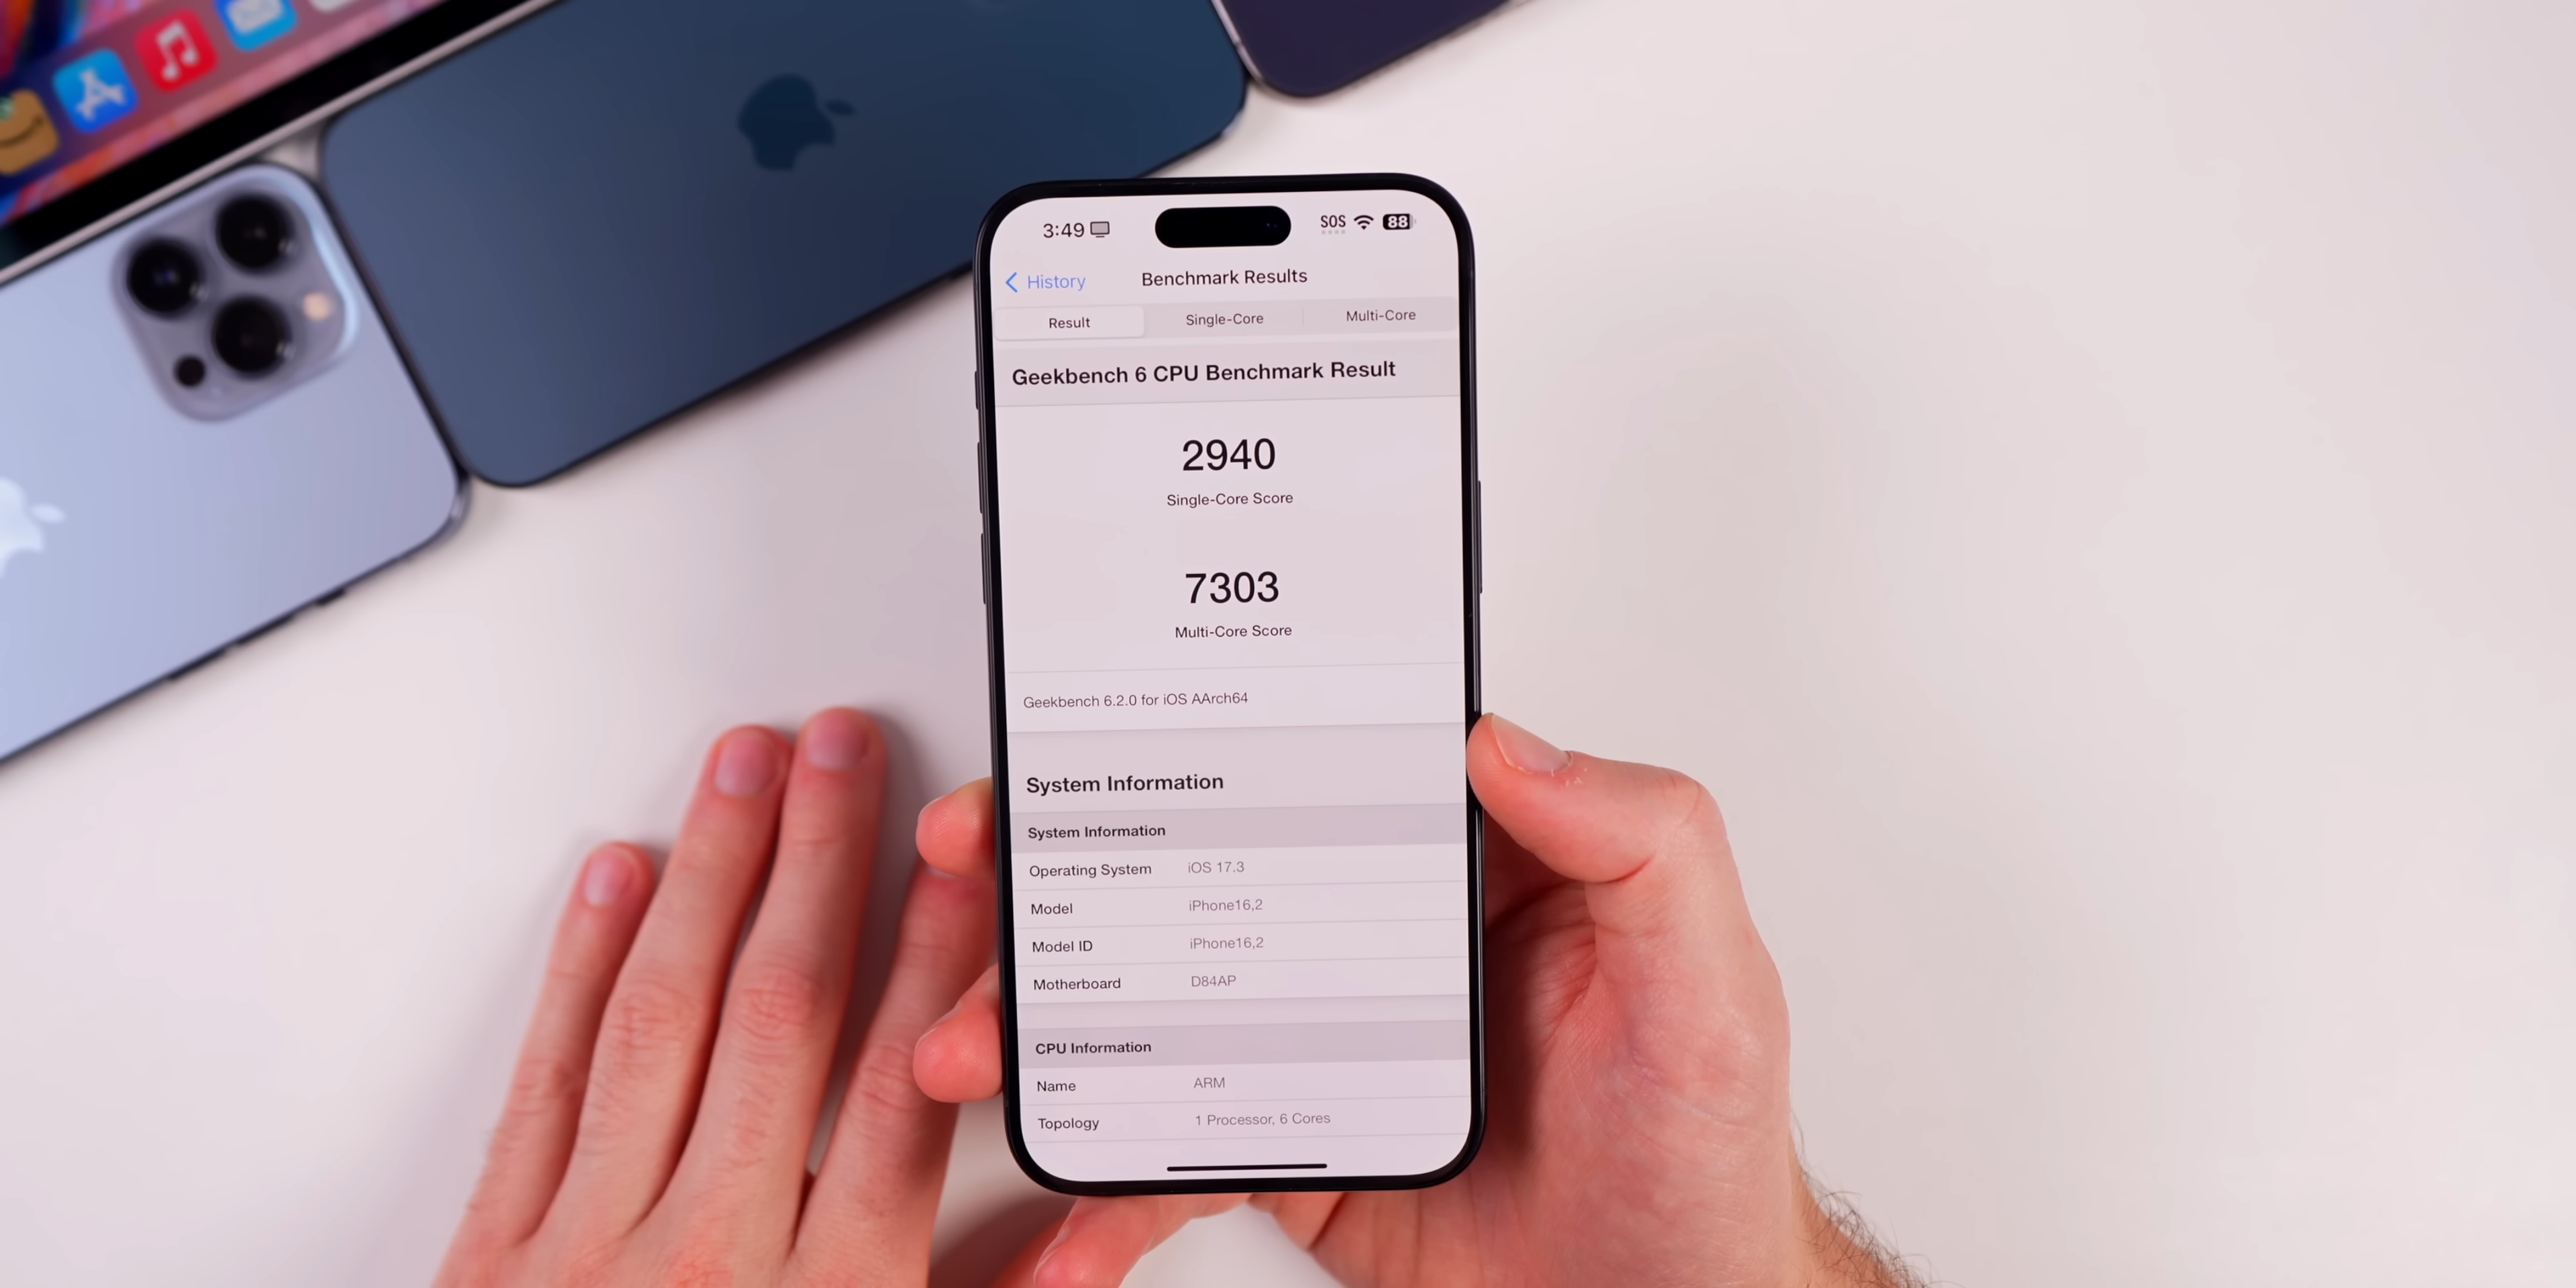 3:49
SOS 88
History Benchmark Results
Result Single-Core Multi-Core
Geekbench 6 CPU Benchmark Result
2940
Single-Core Score
7303
Multi-Core Score
Geekbench 6.2.0 for iOS AArch64
System Information
System Information
Operating System iOS 17.3
Model iPhone16,2
Model ID iPhone16,2
Motherboard D84AP
CPU Information
Name ARM
Topology 1 Processor, 6 Cores